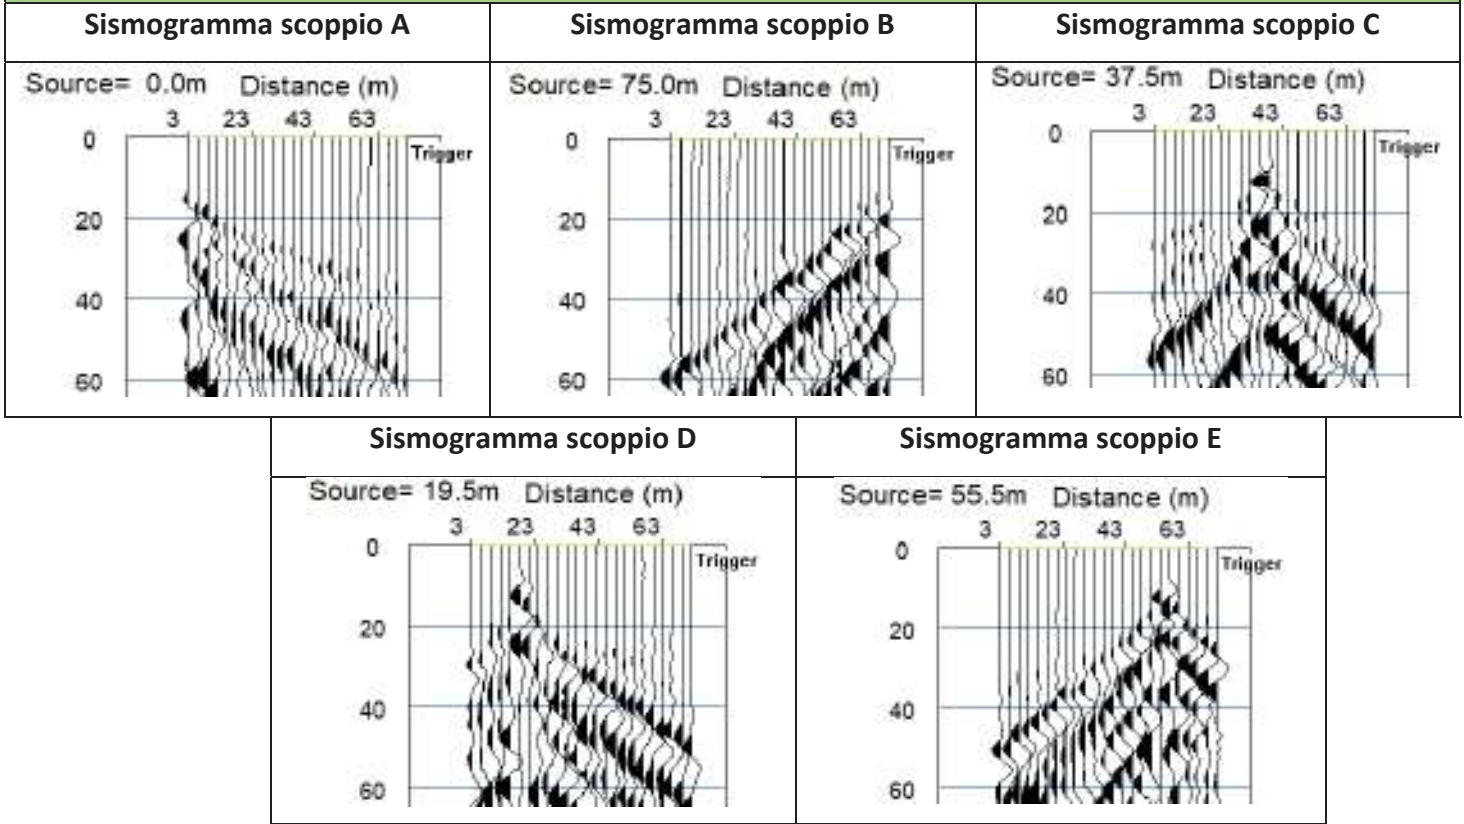 Sismogramma scoppio A
Sismogramma scoppio B
Sismogramma scoppio C
Source= 0.0m Distance (m)
3 23 43 63
0
Trigger
20
40
60
Source= 75.0m Distance (m)
3 23 43 63
0
Trigger
20
40
60
Source= 37.5m Distance (m)
3 23 43 63
0
Trigger
20
40
60
Sismogramma scoppio D
Sismogramma scoppio E
Source= 19.5m Distance (m)
3 23 43 63
0
Trigger
20
40
60
Source= 55.5m Distance (m)
3 23 43 63
0
Trigger
20
40
60